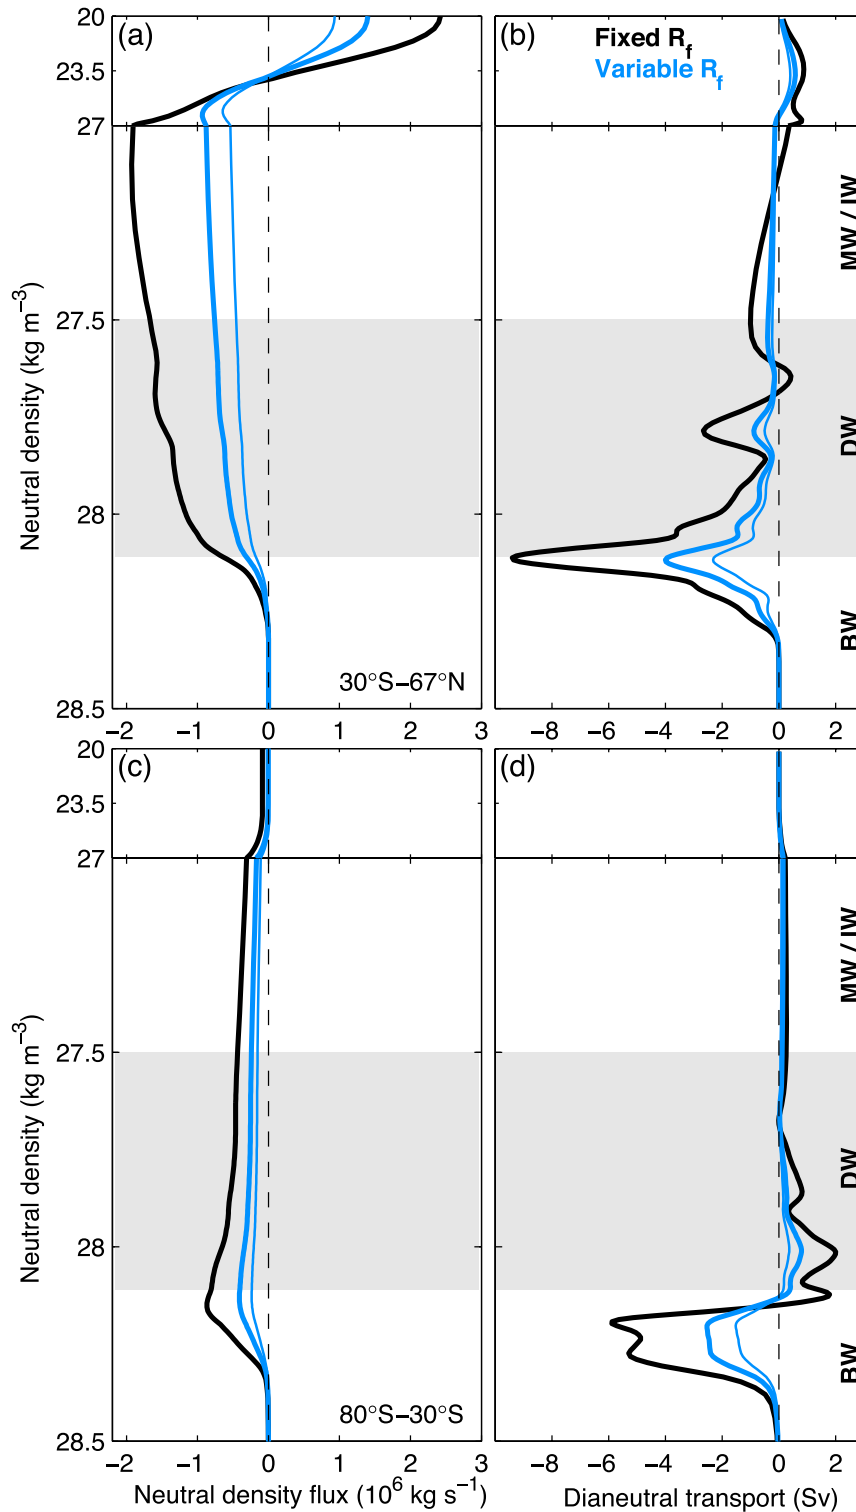 (a)
20
23.5
27
27.5
28
28.5
Neutral density (kg m⁻³)
30°S–67°N
−2 −1 0 1 2 3
(b)
Fixed R_f
Variable R_f
MW / IW
DW
BW
−8 −6 −4 −2 0 2
(c)
20
23.5
27
27.5
28
28.5
Neutral density (kg m⁻³)
80°S–30°S
−2 −1 0 1 2 3
Neutral density flux (10⁶ kg s⁻¹)
(d)
MW / IW
DW
BW
−8 −6 −4 −2 0 2
Dianeutral transport (Sv)